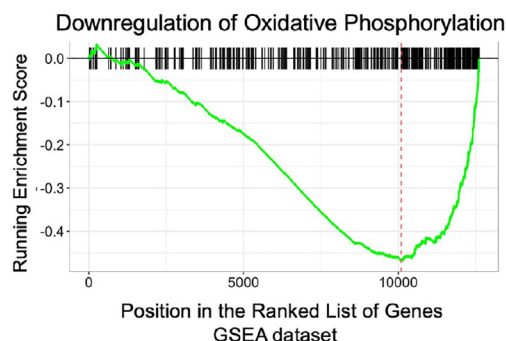 Downregulation of Oxidative Phosphorylation
Running Enrichment Score
0.0
-0.1
-0.2
-0.3
-0.4
0
5000
10000
Position in the Ranked List of Genes
GSEA dataset